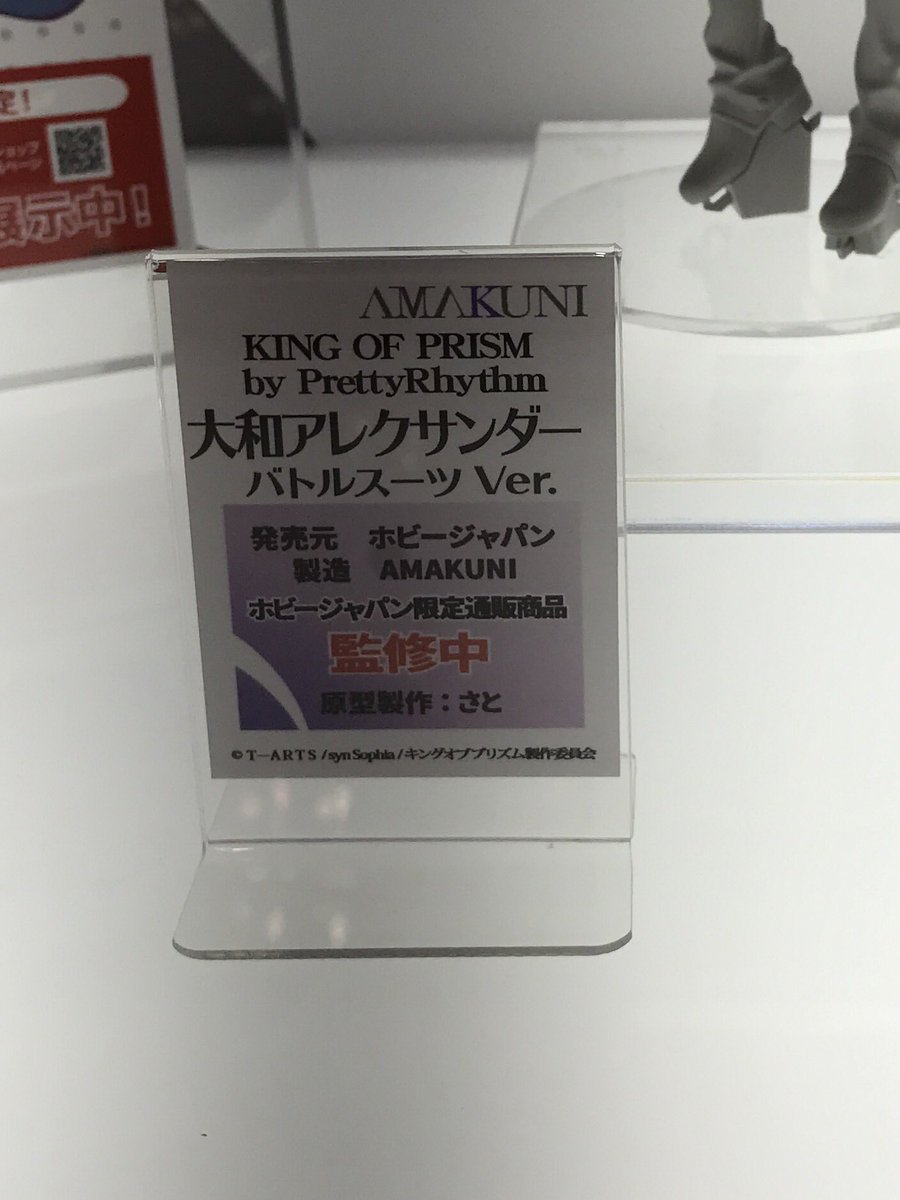 定!
展示中!
AMAKUNI
KING OF PRISM
by PrettyRhythm
大和アレクサンダー
バトルスーツ Ver.
発売元 ホビージャパン
製造 AMAKUNI
ホビージャパン限定通販商品
監修中
原型製作:さと
© T-ARTS / syn Sophia / キングオブプリズム製作委員会